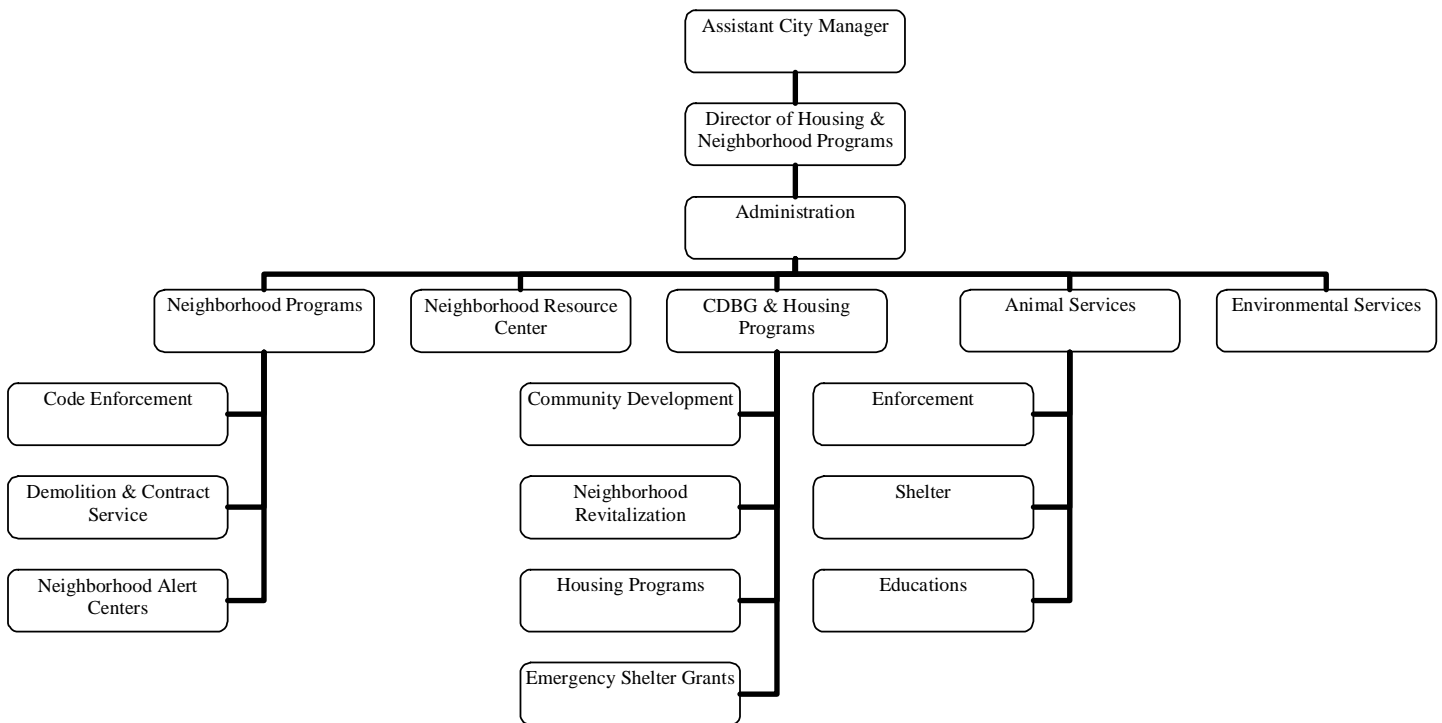 Assistant City Manager
Director of Housing &
Neighborhood Programs
Administration
Neighborhood Programs
Neighborhood Resource
Center
CDBG & Housing
Programs
Animal Services
Environmental Services
Code Enforcement
Demolition & Contract
Service
Neighborhood Alert
Centers
Community Development
Neighborhood
Revitalization
Housing Programs
Emergency Shelter Grants
Enforcement
Shelter
Educations